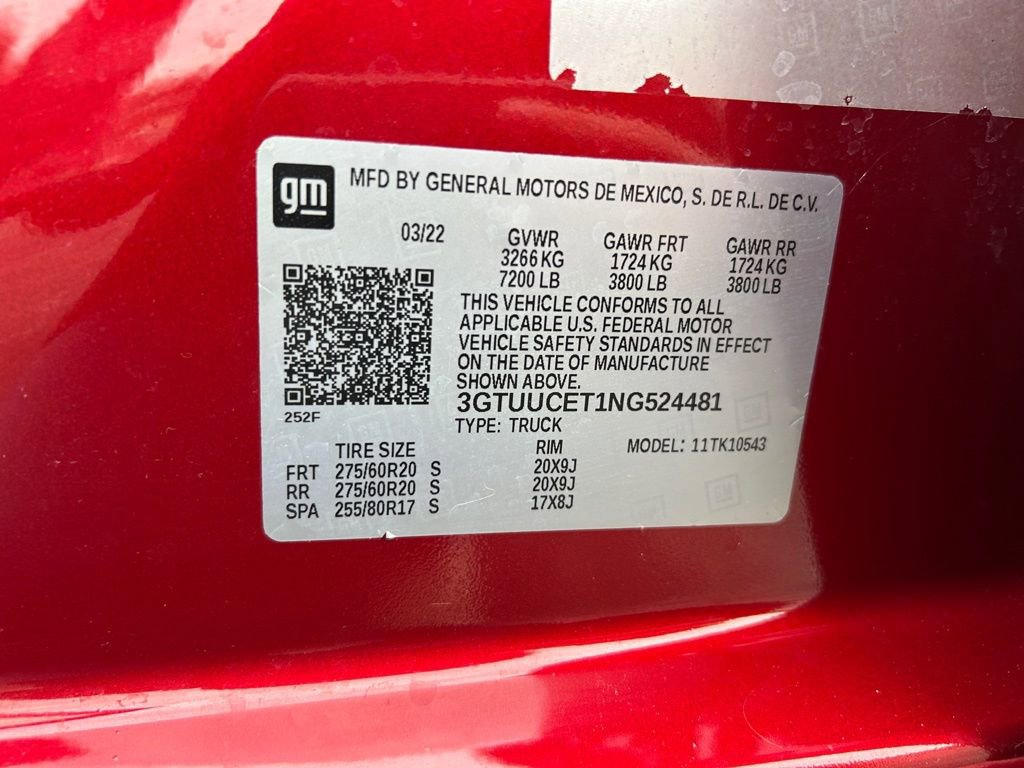 gm MFD BY GENERAL MOTORS DE MEXICO, S. DE R.L. DE C.V.
03/22 GVWR GAWR FRT GAWR RR
3266 KG 1724 KG 1724 KG
7200 LB 3800 LB 3800 LB
THIS VEHICLE CONFORMS TO ALL
APPLICABLE U.S. FEDERAL MOTOR
VEHICLE SAFETY STANDARDS IN EFFECT
ON THE DATE OF MANUFACTURE
SHOWN ABOVE.
252F
3GTUUCET1NG524481
TYPE: TRUCK
TIRE SIZE RIM MODEL: 11TK10543
FRT 275/60R20 S 20X9J
RR 275/60R20 S 20X9J
SPA 255/80R17 S 17X8J